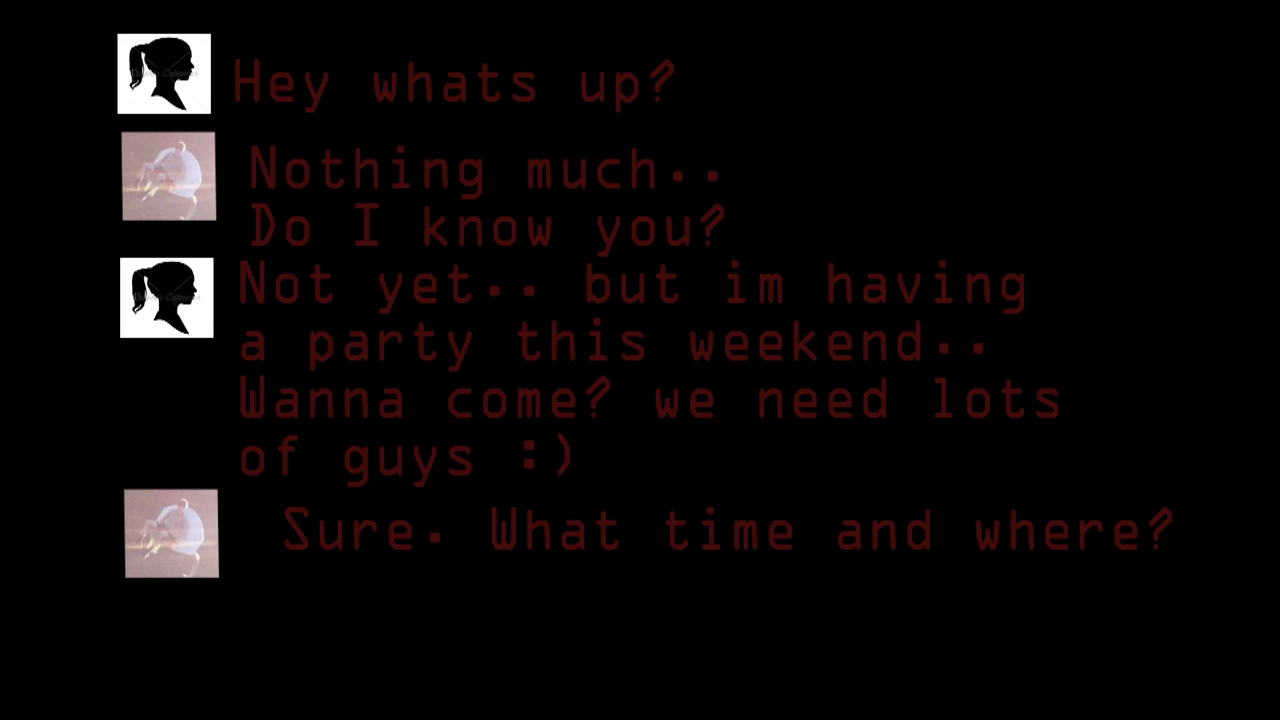 Hey whats up?
Nothing much..
Do I know you?
Not yet.. but im having
a party this weekend..
Wanna come? we need lots
of guys :)
Sure. What time and where?